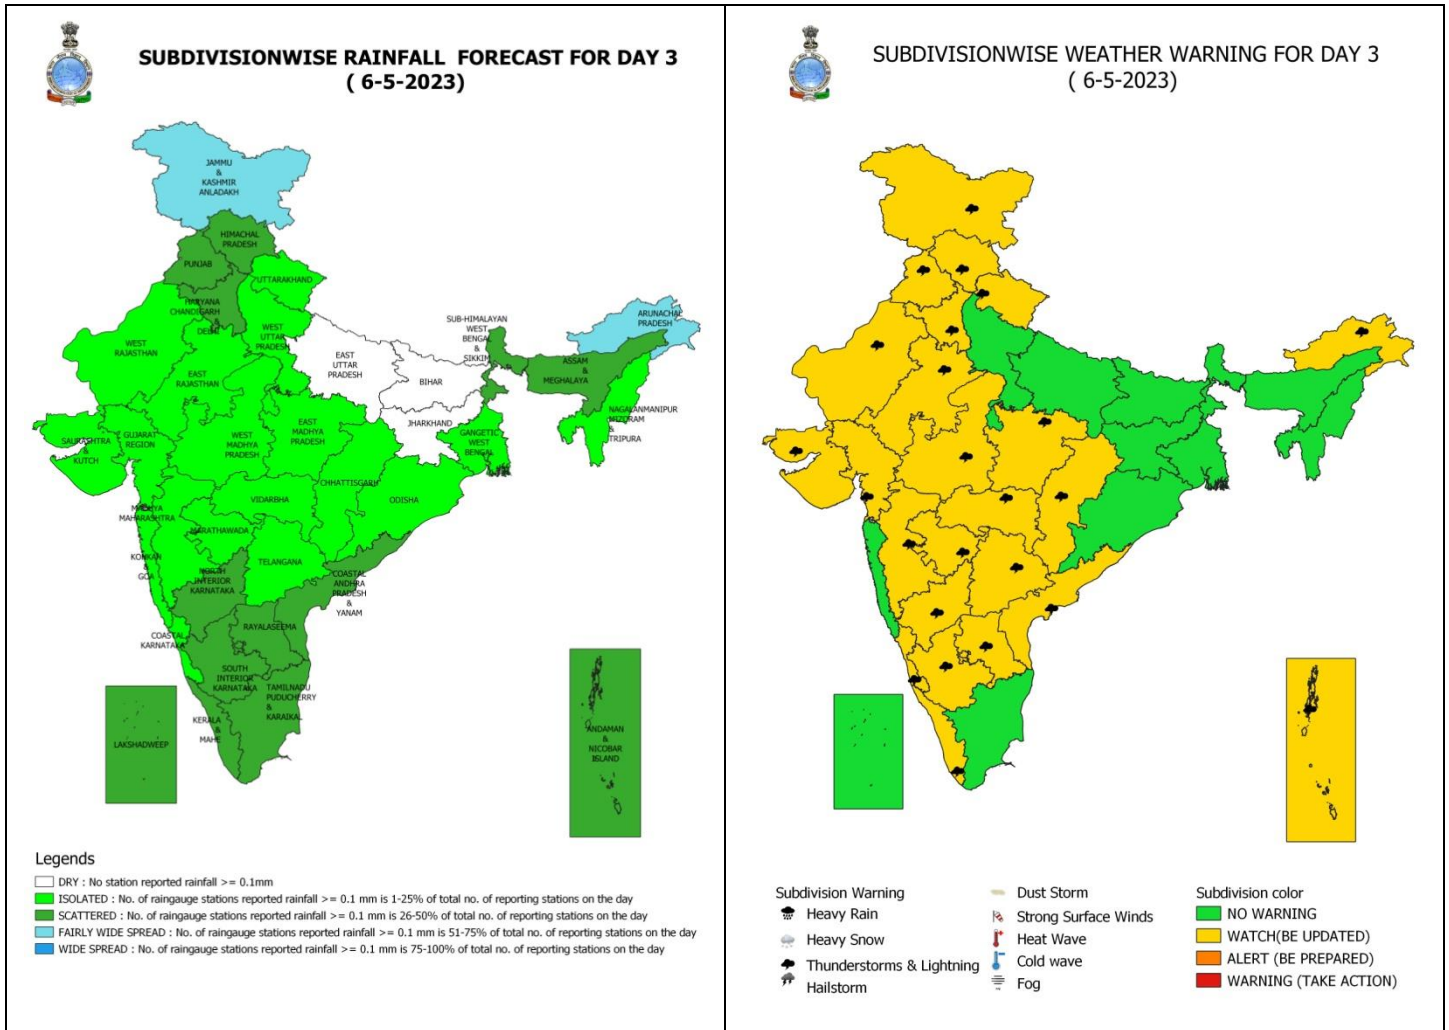 SUBDIVISIONWISE RAINFALL FORECAST FOR DAY 3
( 6-5-2023)
JAMMU
&
KASHMIR
ANLADAKH
HIMACHAL
PRADESH
PUNJAB
UTTARAKHAND
HARYANA
CHANDIGARH
&
DELHI
WEST
UTTAR
PRADESH
WEST
RAJASTHAN
EAST
RAJASTHAN
EAST
UTTAR
PRADESH
BIHAR
JHARKHAND
SUB-HIMALAYAN
WEST
BENGAL
&
SIKKIM
ARUNACHAL
PRADESH
ASSAM
&
MEGHALAYA
NAGALANMANIPUR
MIZORAM
&
TRIPURA
GANGETIC
WEST
BENGAL
SAURASHTRA
&
KUTCH
GUJARAT
REGION
WEST
MADHYA
PRADESH
EAST
MADHYA
PRADESH
CHHATTISGARH
ODISHA
VIDARBHA
MADHYA
MAHARASHTRA
MARATHAWADA
TELANGANA
KONKAN
&
GOA
NORTH
INTERIOR
KARNATAKA
COASTAL
ANDHRA
PRADESH
&
YANAM
RAYALASEEMA
COASTAL
KARNATAKA
SOUTH
INTERIOR
KARNATAKA
TAMILNADU
PUDUCHERRY
&
KARAIKAL
KERALA
&
MAHE
LAKSHADWEEP
ANDAMAN
&
NICOBAR
ISLAND
Legends
DRY : No station reported rainfall >= 0.1mm
ISOLATED : No. of raingauge stations reported rainfall >= 0.1 mm is 1-25% of total no. of reporting stations on the day
SCATTERED : No. of raingauge stations reported rainfall >= 0.1 mm is 26-50% of total no. of reporting stations on the day
FAIRLY WIDE SPREAD : No. of raingauge stations reported rainfall >= 0.1 mm is 51-75% of total no. of reporting stations on the day
WIDE SPREAD : No. of raingauge stations reported rainfall >= 0.1 mm is 75-100% of total no. of reporting stations on the day
SUBDIVISIONWISE WEATHER WARNING FOR DAY 3
( 6-5-2023)
Subdivision Warning
Heavy Rain
Heavy Snow
Thunderstorms & Lightning
Hailstorm
Dust Storm
Strong Surface Winds
Heat Wave
Cold wave
Fog
Subdivision color
NO WARNING
WATCH(BE UPDATED)
ALERT (BE PREPARED)
WARNING (TAKE ACTION)